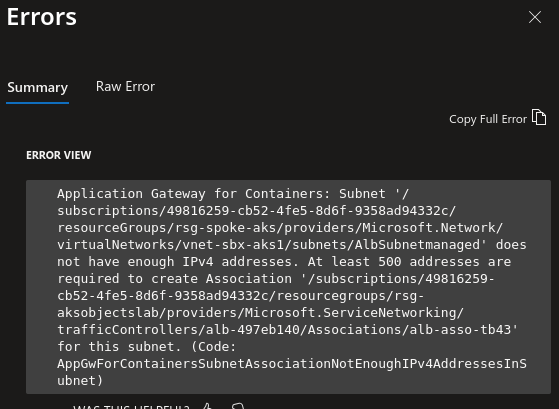 Errors
Summary
Raw Error
Copy Full Error
ERROR VIEW
Application Gateway for Containers: Subnet '/
subscriptions/49816259-cb52-4fe5-8d6f-9358ad94332c/
resourceGroups/rsg-spoke-aks/providers/Microsoft.Network/
virtualNetworks/vnet-sbx-aks1/subnets/AlbSubnetmanaged' does
not have enough IPv4 addresses. At least 500 addresses are
required to create Association '/subscriptions/49816259-
cb52-4fe5-8d6f-9358ad94332c/resourcegroups/rsg-
aksobjectslab/providers/Microsoft.ServiceNetworking/
trafficControllers/alb-497eb140/Associations/alb-asso-tb43'
for this subnet. (Code:
AppGwForContainersSubnetAssociationNotEnoughIPv4AddressesInS
ubnet)
WAS THIS HELPFUL?